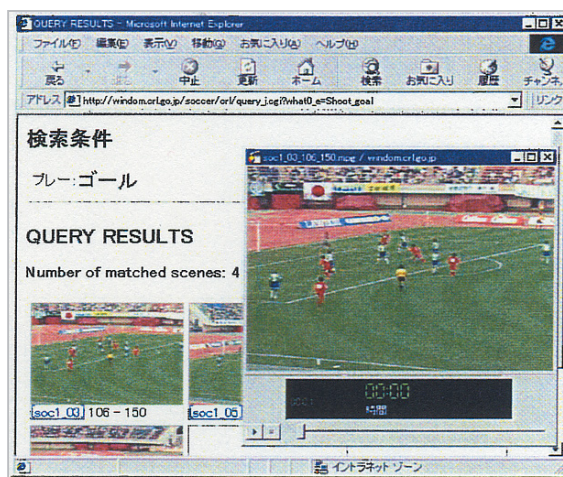 QUERY RESULTS - Microsoft Internet Explorer
ファイル(F) 編集(E) 表示(V) 移動(G) お気に入り(A) ヘルプ(H)
戻る 中止 更新 ホーム 検索 お気に入り 履歴 チャンネル
アドレス http://windom.crl.go.jp/soccer/crl/query_j.cgi?what0_e=Shoot_goal リンク
検索条件
プレー:ゴール
QUERY RESULTS
Number of matched scenes: 4
soc1_03 106 - 150
soc1_05
soc1_03_106_150.mpg / windom.crl.go.jp
00:00
イントラネット ゾーン